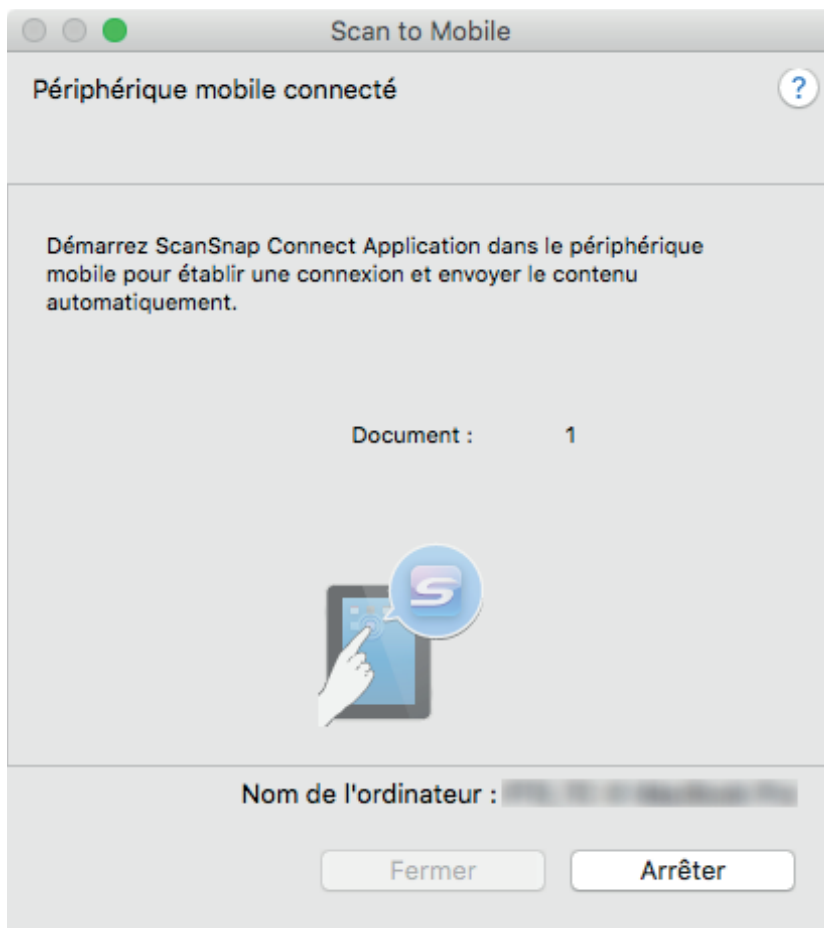 Scan to Mobile
Périphérique mobile connecté
?
Démarrez ScanSnap Connect Application dans le périphérique
mobile pour établir une connexion et envoyer le contenu
automatiquement.
Document : 1
S
Nom de l'ordinateur :
Fermer Arrêter